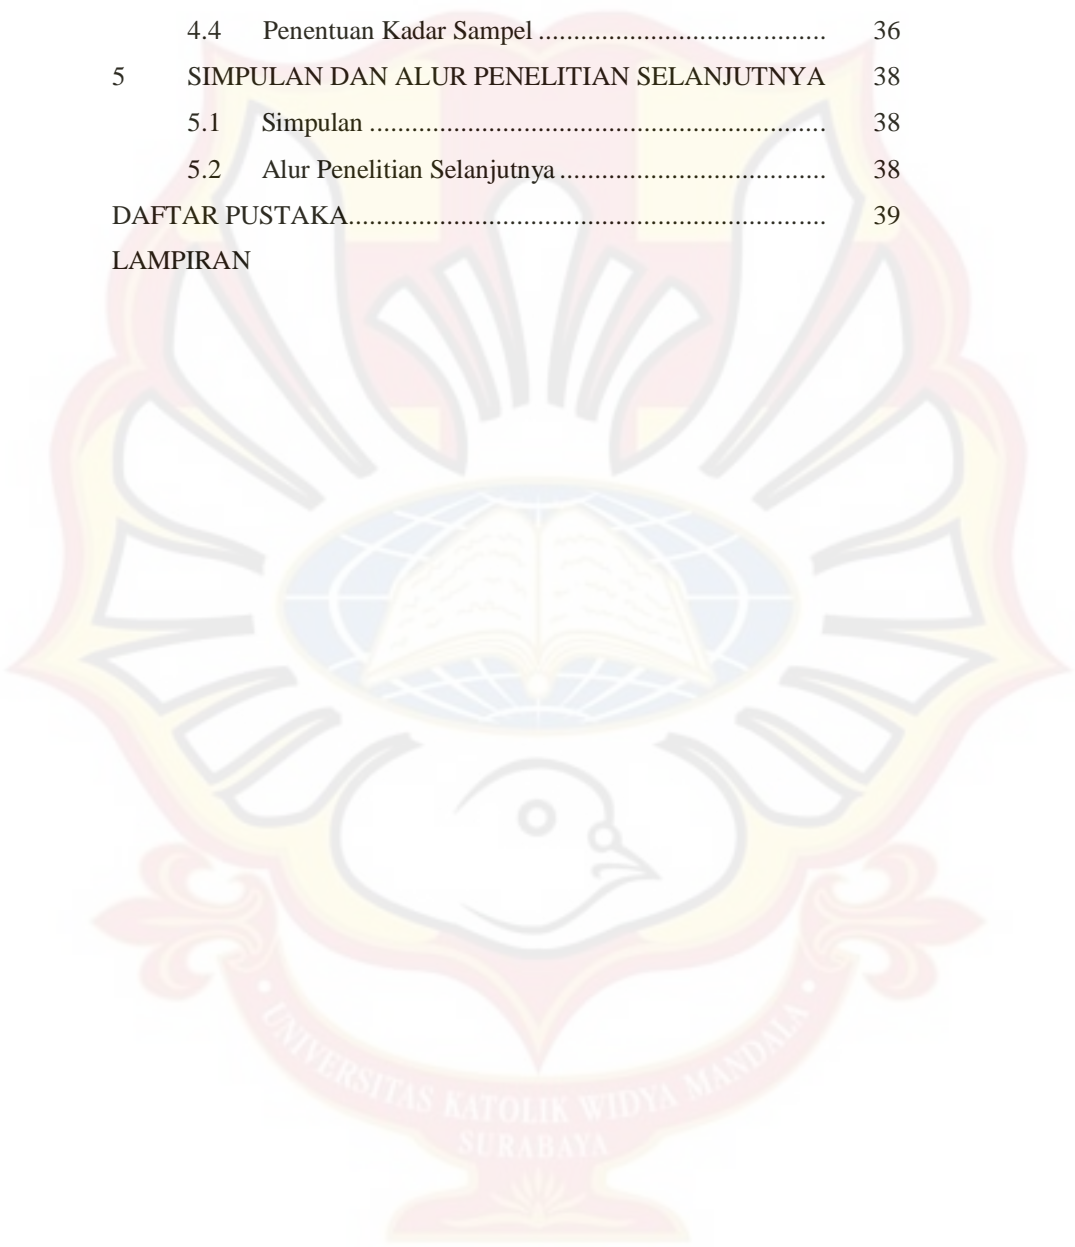 4.4 Penentuan Kadar Sampel ................................... 36
5 SIMPULAN DAN ALUR PENELITIAN SELANJUTNYA 38
5.1 Simpulan ........................................................ 38
5.2 Alur Penelitian Selanjutnya ................................ 38
DAFTAR PUSTAKA.......................................................... 39
LAMPIRAN
• UNIVERSITAS KATOLIK WIDYA MANDALA •
SURABAYA